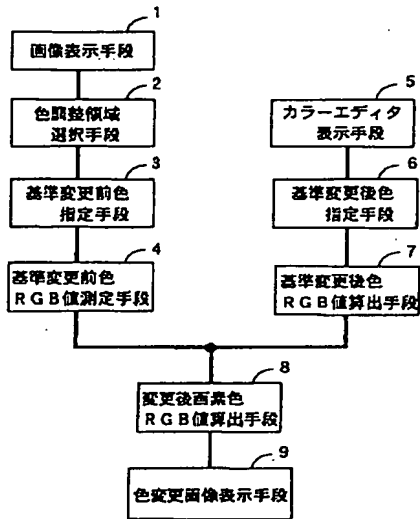 1
画像表示手段
2
色調整領域
選択手段
3
基準変更前色
指定手段
4
基準変更前色
RGB値測定手段
5
カラーエディタ
表示手段
6
基準変更後色
指定手段
7
基準変更後色
RGB値算出手段
8
変更後画素色
RGB値算出手段
9
色変更画像表示手段